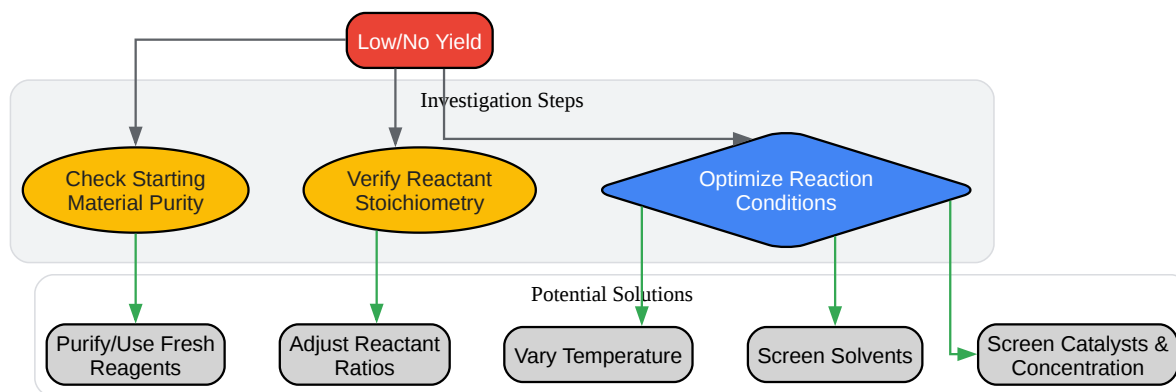 Low/No Yield
Investigation Steps
Check Starting
Material Purity
Verify Reactant
Stoichiometry
Optimize Reaction
Conditions
Potential Solutions
Purify/Use Fresh
Reagents
Adjust Reactant
Ratios
Vary Temperature
Screen Solvents
Screen Catalysts &
Concentration